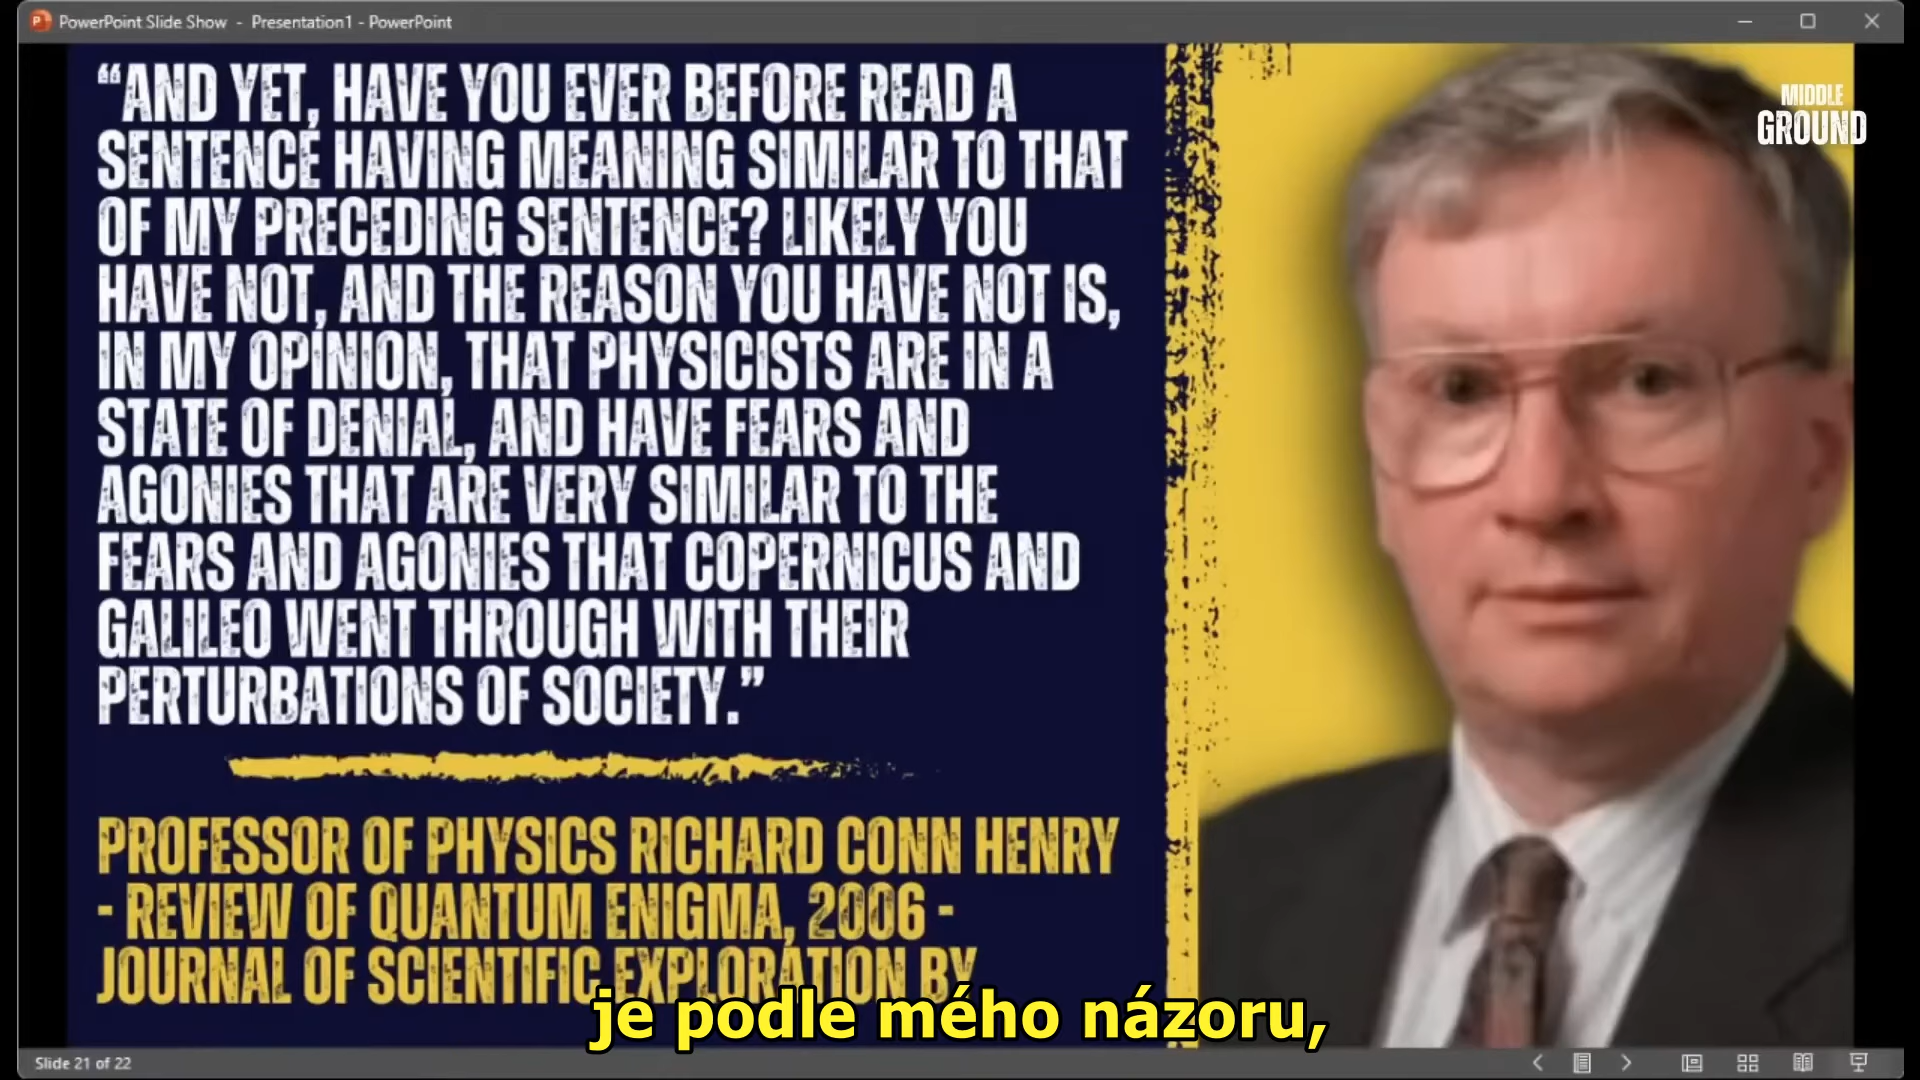 PowerPoint Slide Show - Presentation1 - PowerPoint
“AND YET, HAVE YOU EVER BEFORE READ A
SENTENCE HAVING MEANING SIMILAR TO THAT
OF MY PRECEDING SENTENCE? LIKELY YOU
HAVE NOT, AND THE REASON YOU HAVE NOT IS,
IN MY OPINION, THAT PHYSICISTS ARE IN A
STATE OF DENIAL, AND HAVE FEARS AND
AGONIES THAT ARE VERY SIMILAR TO THE
FEARS AND AGONIES THAT COPERNICUS AND
GALILEO WENT THROUGH WITH THEIR
PERTURBATIONS OF SOCIETY.”
MIDDLE
GROUND
PROFESSOR OF PHYSICS RICHARD CONN HENRY
- REVIEW OF QUANTUM ENIGMA, 2006 -
JOURNAL OF SCIENTIFIC EXPLORATION BY
je podle mého názoru,
Slide 21 of 22